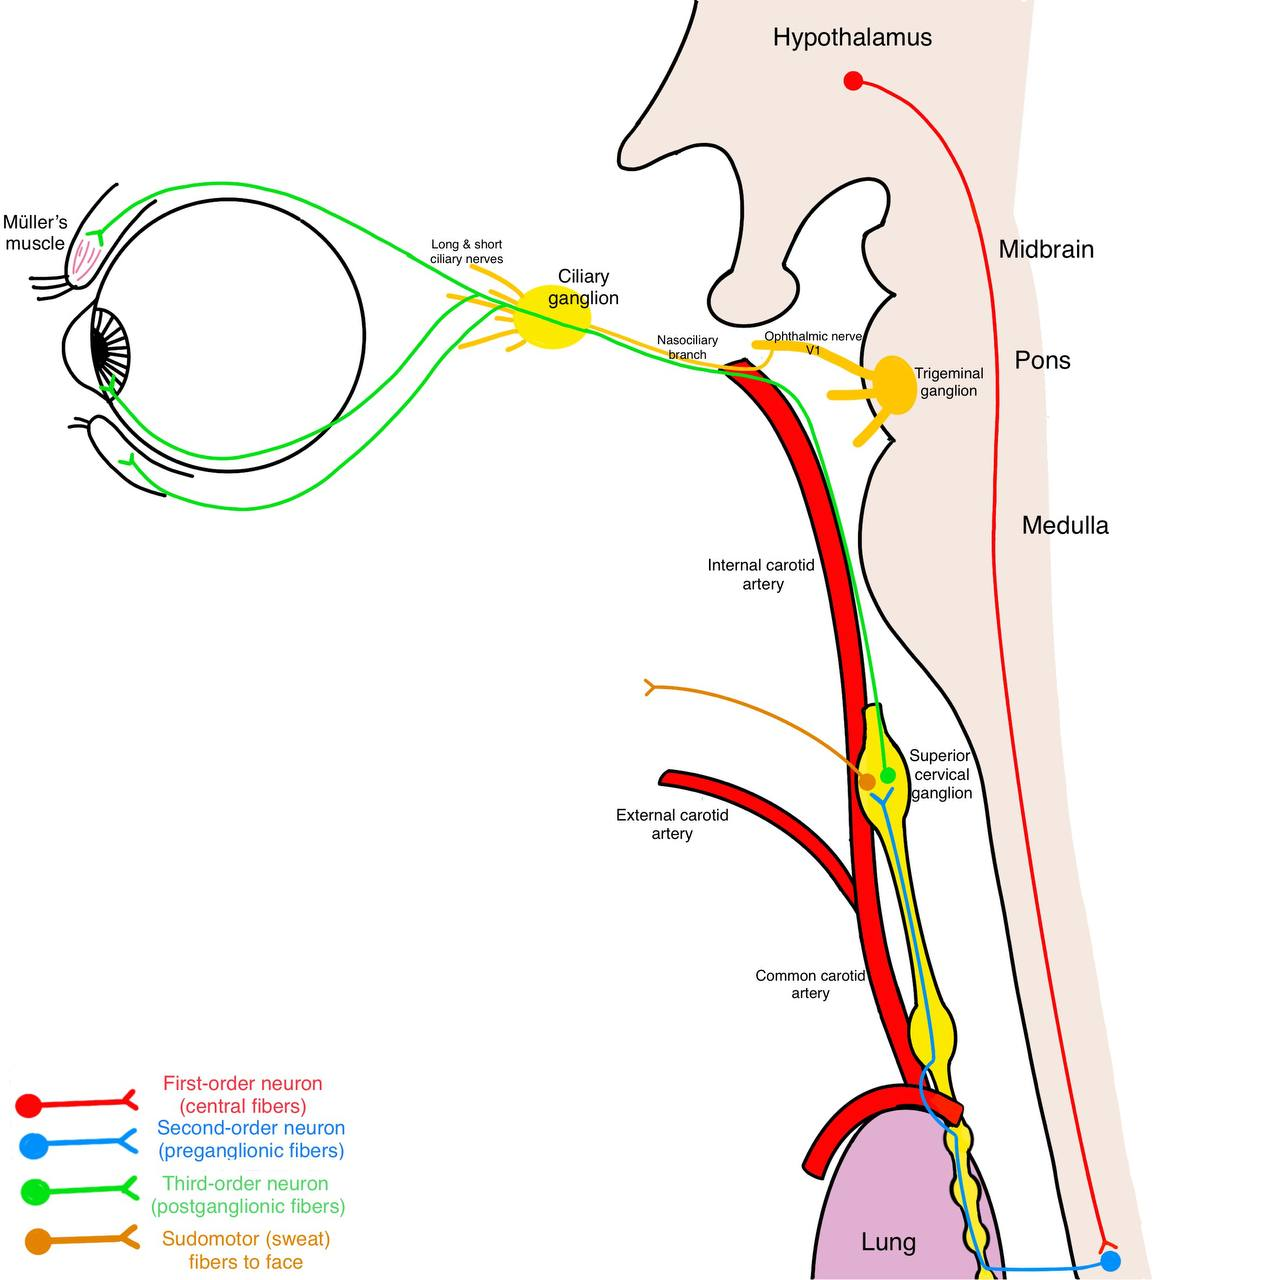 Hypothalamus
Müller's
muscle
Long & short
ciliary nerves
Ciliary
ganglion
Midbrain
Nasociliary
branch
Ophthalmic nerve
V1
Trigeminal
ganglion
Pons
Medulla
Internal carotid
artery
Superior
cervical
ganglion
External carotid
artery
Common carotid
artery
First-order neuron
(central fibers)
Second-order neuron
(preganglionic fibers)
Third-order neuron
(postganglionic fibers)
Sudomotor (sweat)
fibers to face
Lung